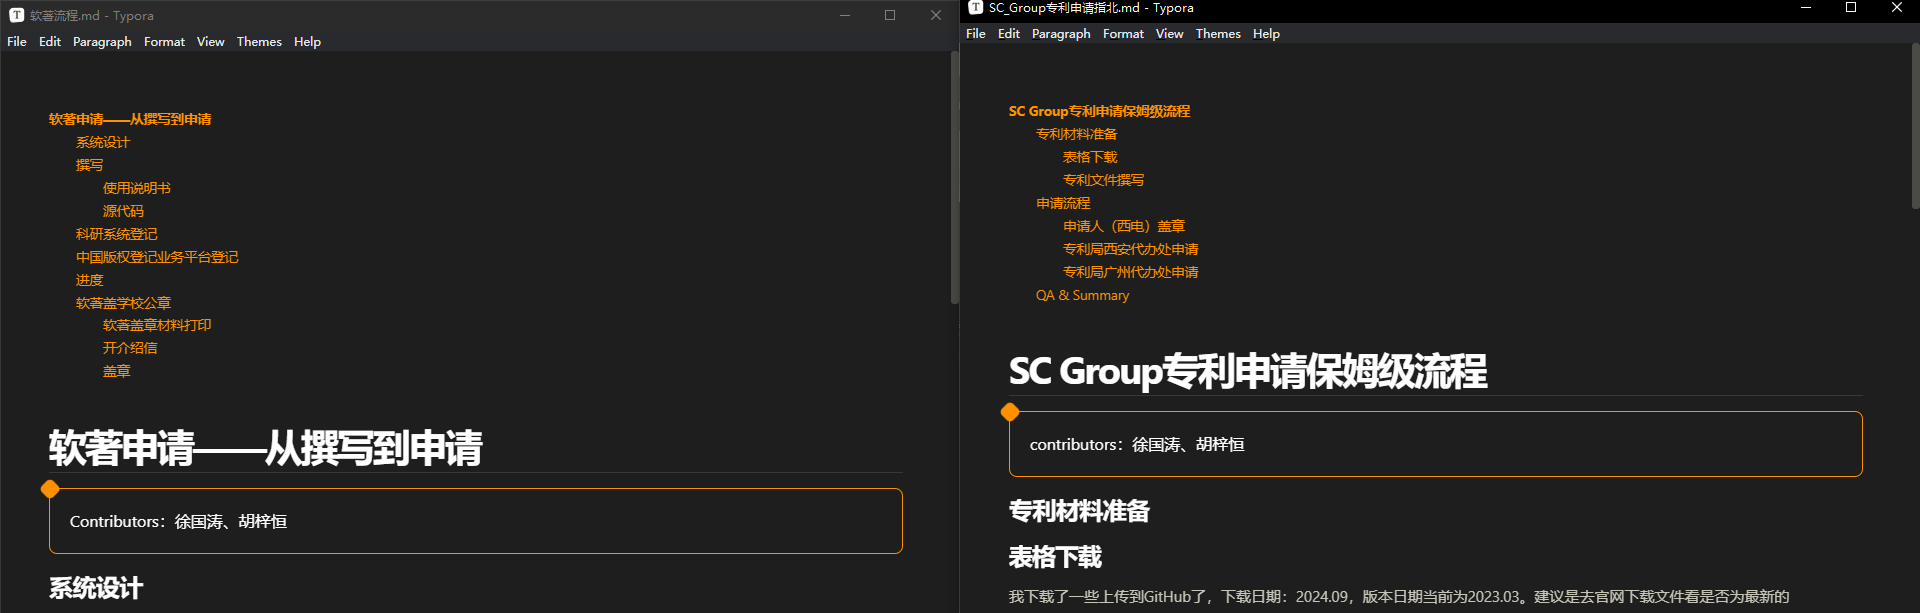 软著流程.md - Typora
File Edit Paragraph Format View Themes Help
软著申请——从撰写到申请
系统设计
撰写
使用说明书
源代码
科研系统登记
中国版权登记业务平台登记
进度
软著盖学校公章
软著盖章材料打印
开介绍信
盖章
软著申请——从撰写到申请
Contributors：徐国涛、胡梓恒
系统设计
SC_Group专利申请指北.md - Typora
File Edit Paragraph Format View Themes Help
SC Group专利申请保姆级流程
专利材料准备
表格下载
专利文件撰写
申请流程
申请人（西电）盖章
专利局西安代办处申请
专利局广州代办处申请
QA & Summary
SC Group专利申请保姆级流程
contributors：徐国涛、胡梓恒
专利材料准备
表格下载
我下载了一些上传到GitHub了，下载日期：2024.09，版本日期当前为2023.03。建议是去官网下载文件看是否为最新的